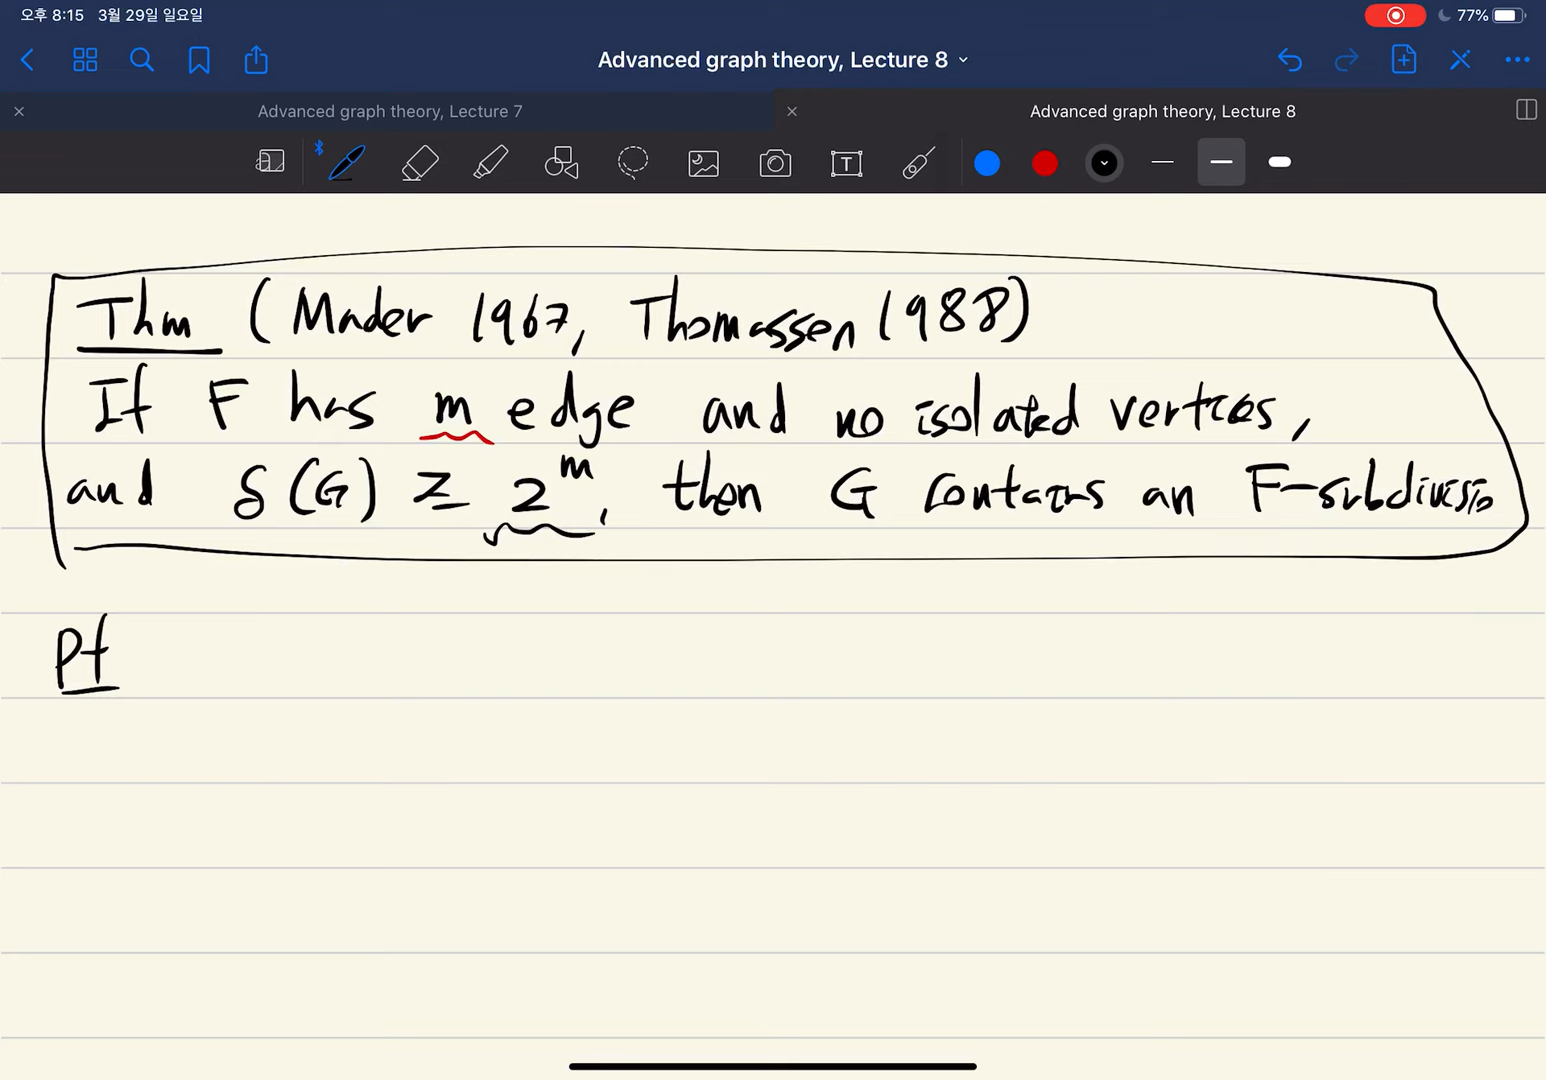 오후 8:15 3월 29일 일요일
77%
Advanced graph theory, Lecture 8
Advanced graph theory, Lecture 7
Advanced graph theory, Lecture 8
T
Thm (Mader 1967, Thomassen 1988)
If F has m edge and no isolated vertices,
and δ(G) ≥ 2^m, then G contains an F-subdivisio
Pf